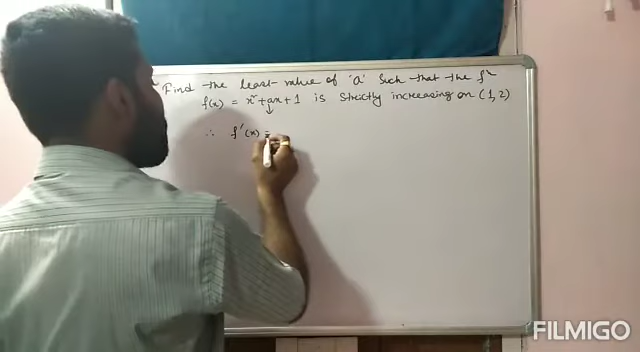 Find the least value of 'a' such that the fⁿ
f(x) = x² + ax + 1 is strictly increasing on (1, 2)
∴ f'(x) =
FILMIGO